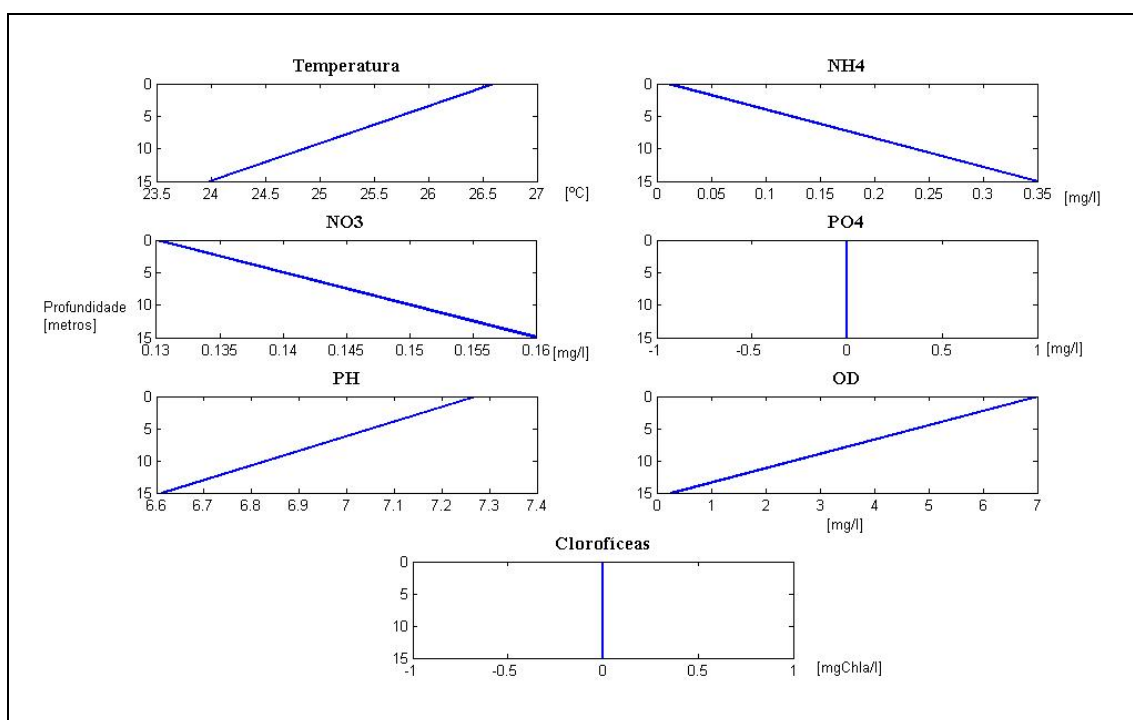 Temperatura
0
5
10
15
23.5 24 24.5 25 25.5 26 26.5 27 [ºC]
NH4
0
5
10
15
0 0.05 0.1 0.15 0.2 0.25 0.3 0.35 [mg/l]
NO3
Profundidade
[metros]
0
5
10
15
0.13 0.135 0.14 0.145 0.15 0.155 0.16 [mg/l]
PO4
0
5
10
15
-1 -0.5 0 0.5 1 [mg/l]
PH
0
5
10
15
6.6 6.7 6.8 6.9 7 7.1 7.2 7.3 7.4
OD
0
5
10
15
0 1 2 3 4 5 6 7
[mg/l]
Clorofíceas
0
5
10
15
-1 -0.5 0 0.5 1 [mgChla/l]